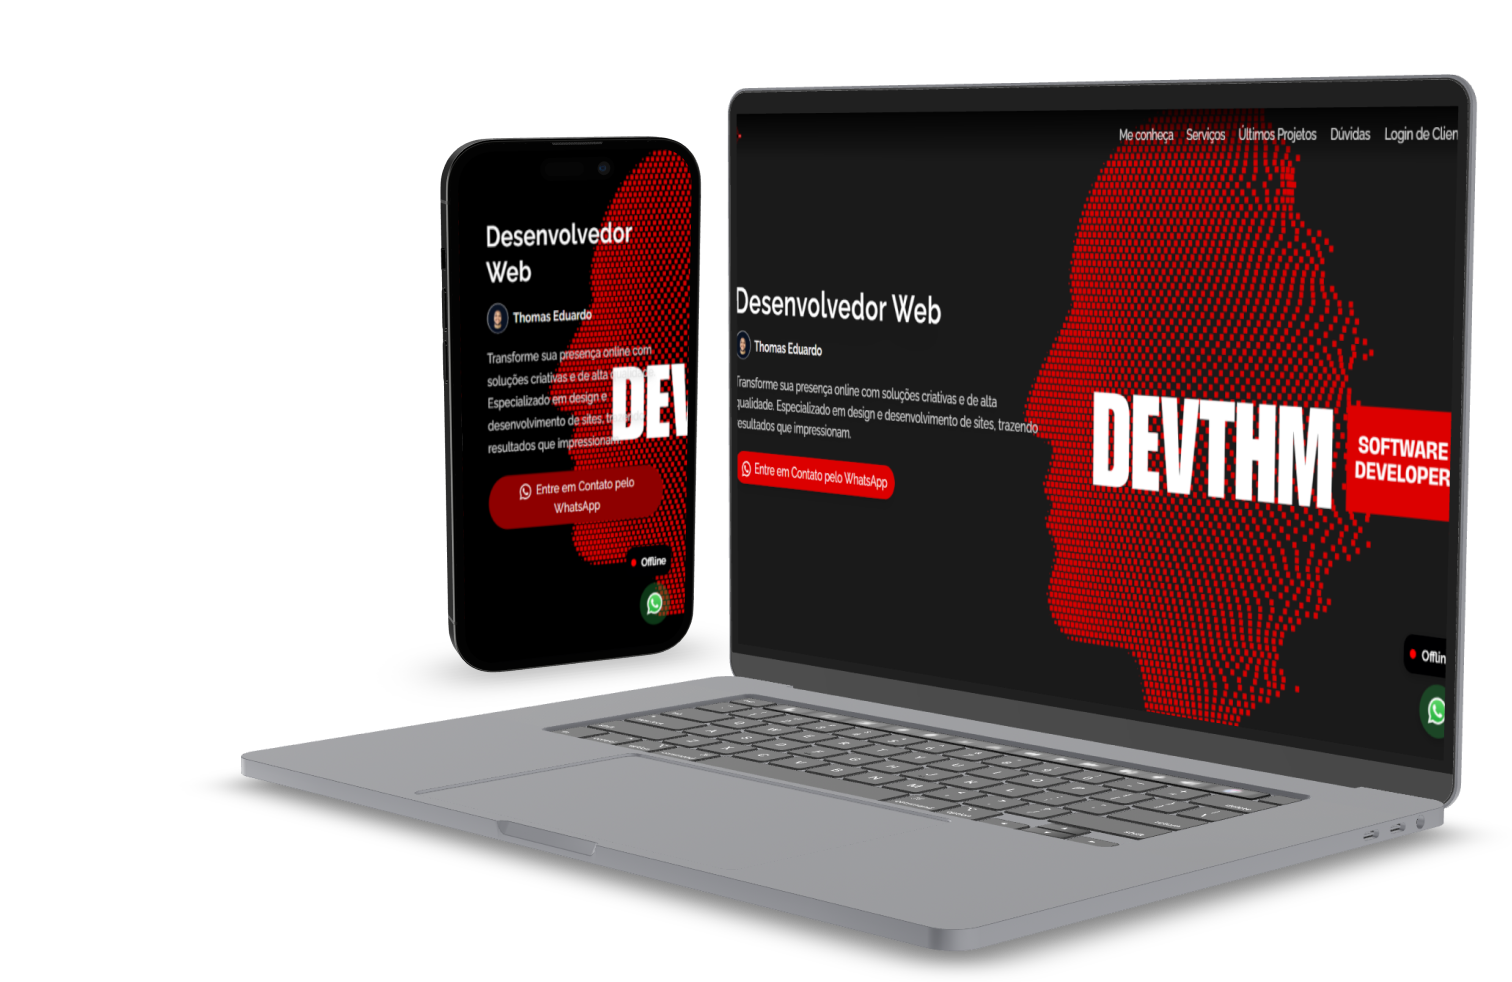 Desenvolvedor
Web
Thomas Eduardo
Transforme sua presença online com
soluções criativas e de alta
Especializado em design e
desenvolvimento de sites,
resultados que impressionam
DEV
Entre em Contato pelo
WhatsApp
Offline
Me conheça Serviços Últimos Projetos Dúvidas Login de Clien
Desenvolvedor Web
Thomas Eduardo
Transforme sua presença online com soluções criativas e de alta
qualidade. Especializado em design e desenvolvimento de sites, trazendo
esultados que impressionam.
Entre em Contato pelo WhatsApp
DEVTHM
SOFTWARE
DEVELOPER
Offlin